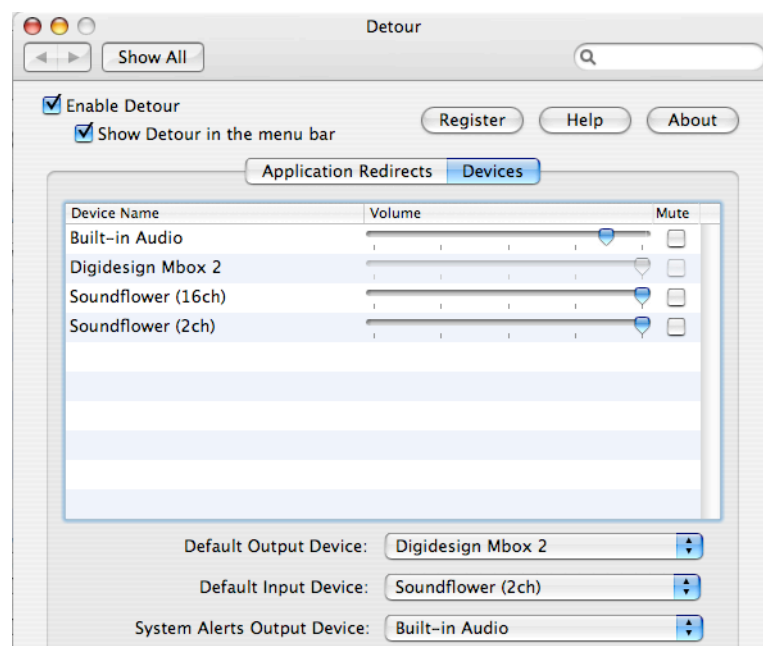 Detour
Show All
Enable Detour
Show Detour in the menu bar
Register Help About
Application Redirects Devices
Device Name Volume Mute
Built-in Audio
Digidesign Mbox 2
Soundflower (16ch)
Soundflower (2ch)
Default Output Device: Digidesign Mbox 2
Default Input Device: Soundflower (2ch)
System Alerts Output Device: Built-in Audio